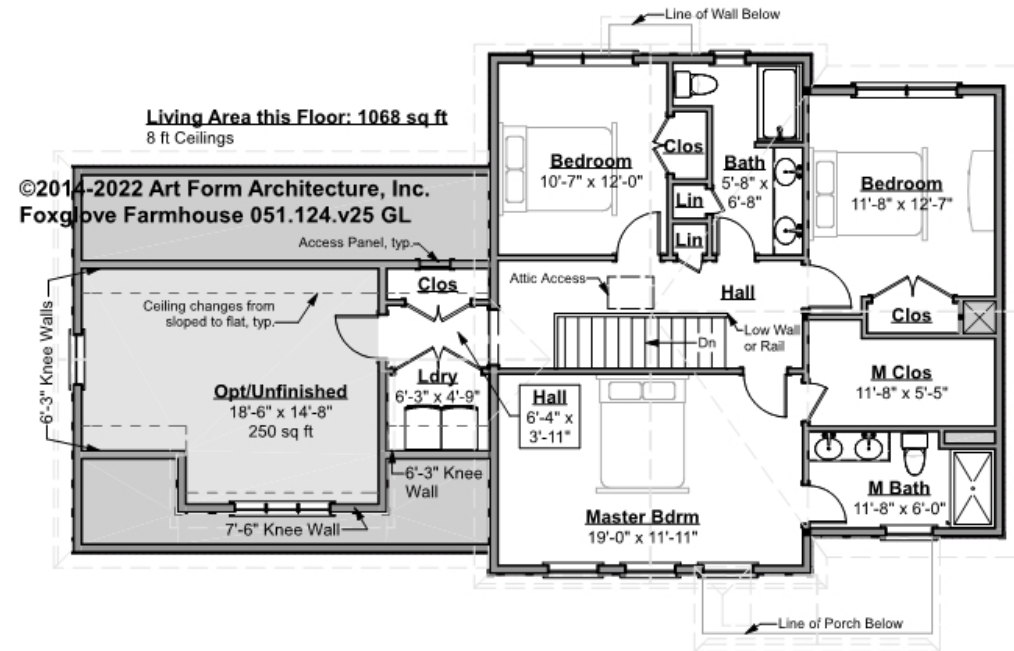 Line of Wall Below
Living Area this Floor: 1068 sq ft
8 ft Ceilings
©2014-2022 Art Form Architecture, Inc.
Foxglove Farmhouse 051.124.v25 GL
Access Panel, typ.
Bedroom
10'-7" x 12'-0"
Clos
Lin
Lin
Bath
5'-8" x
6'-8"
Bedroom
11'-8" x 12'-7"
Clos
Attic Access
Hall
Low Wall
or Rail
Dn
6'-3" Knee Walls
Ceiling changes from
sloped to flat, typ.
Clos
Opt/Unfinished
18'-6" x 14'-8"
250 sq ft
Ldry
6'-3" x 4'-9"
Hall
6'-4" x
3'-11"
6'-3" Knee
Wall
7'-6" Knee Wall
M Clos
11'-8" x 5'-5"
Master Bdrm
19'-0" x 11'-11"
M Bath
11'-8" x 6'-0"
Line of Porch Below